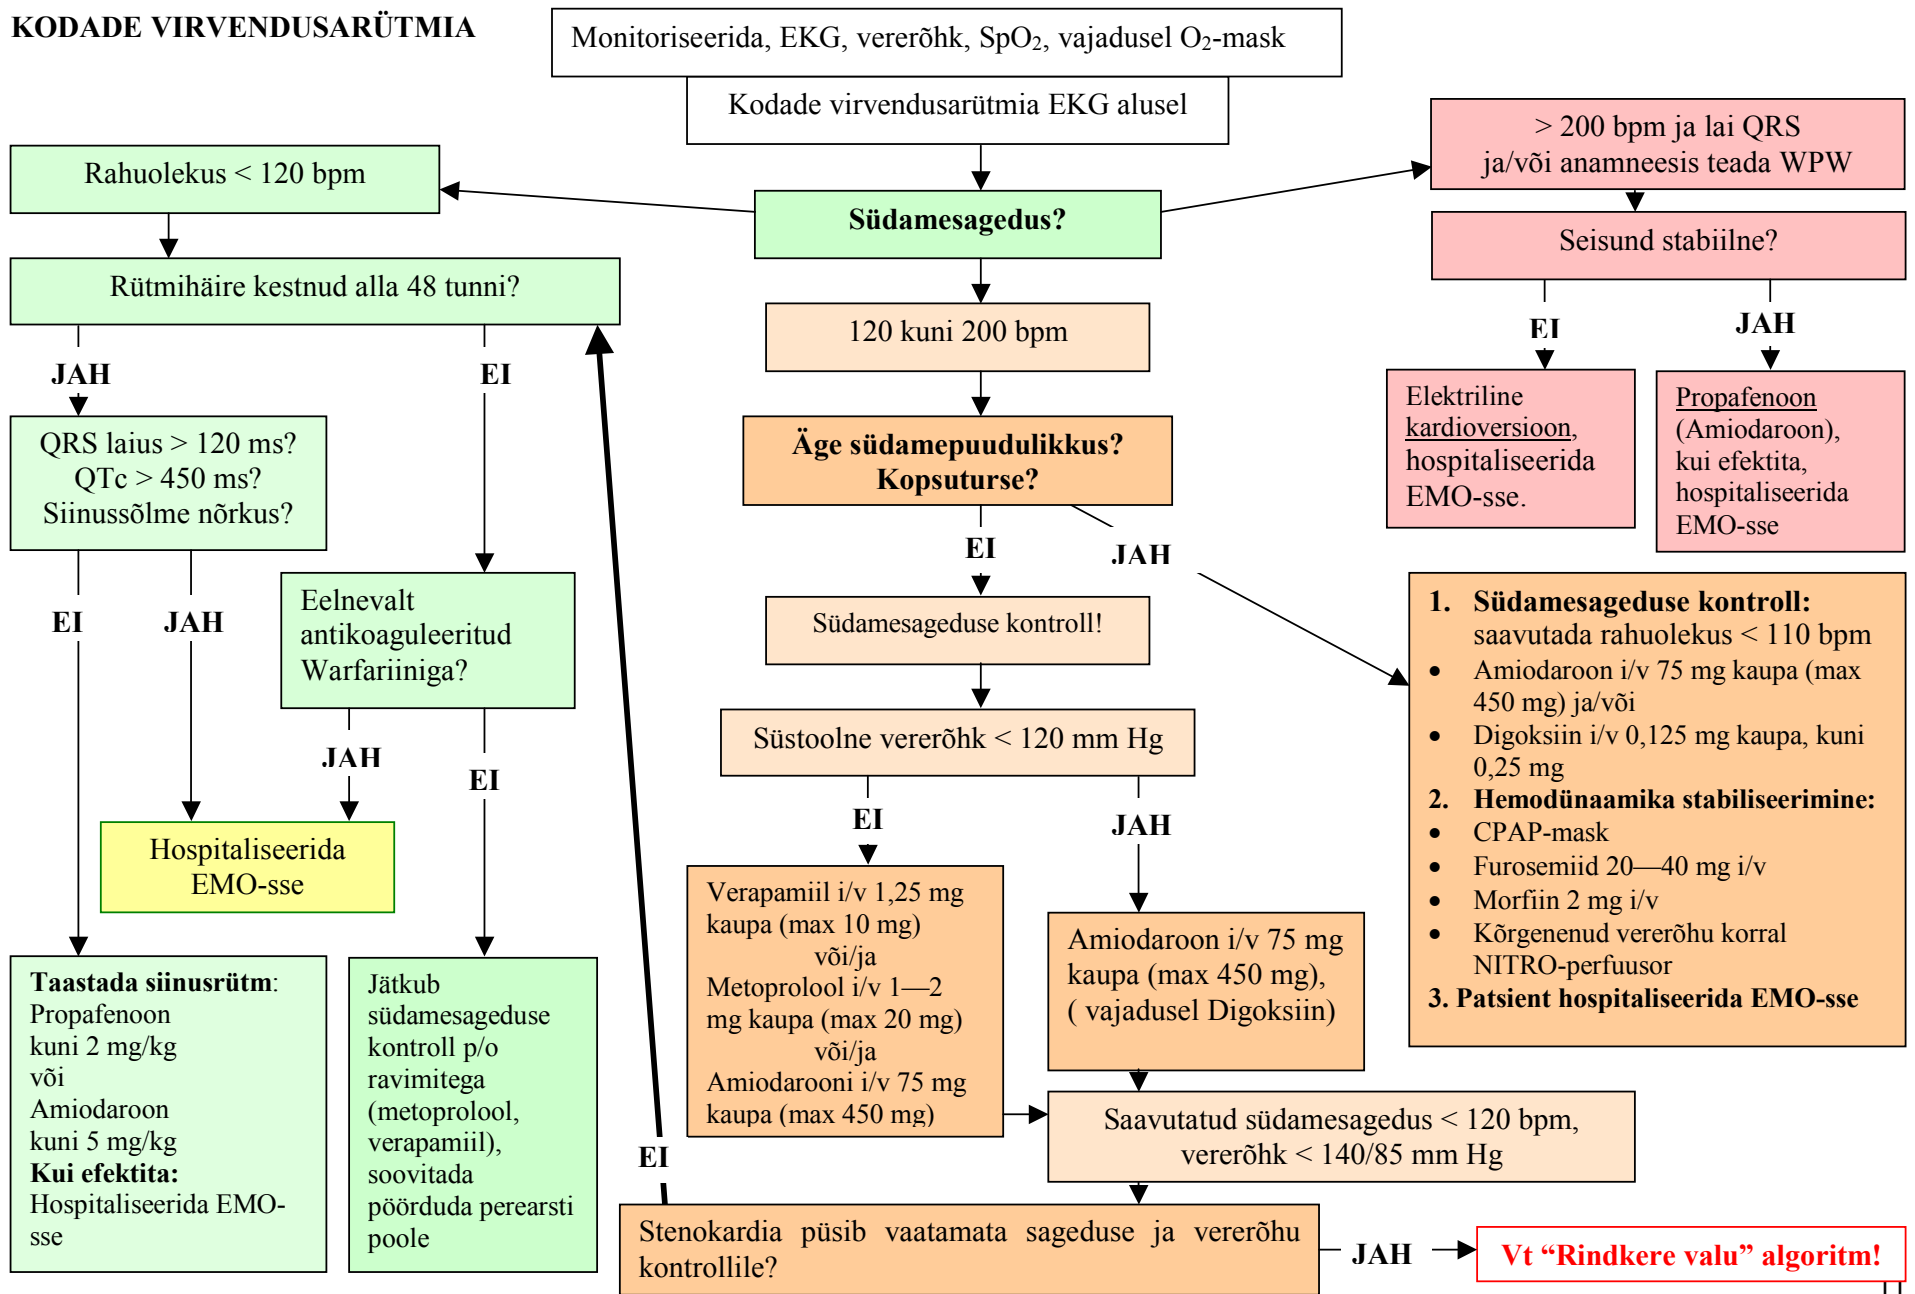 KODADE VIRVENDUSARÜTMIA
Monitoriseerida, EKG, vererõhk, SpO₂, vajadusel O₂-mask
Kodade virvendusarütmia EKG alusel
> 200 bpm ja lai QRS
ja/või anamneesis teada WPW
Rahuolekus < 120 bpm
Südamesagedus?
Seisund stabiilne?
Rütmihäire kestnud alla 48 tunni?
120 kuni 200 bpm
EI
JAH
JAH
EI
Elektriline
kardioversioon,
hospitaliseerida
EMO-sse.
Propafenoon
(Amiodaroon),
kui efektita,
hospitaliseerida
EMO-sse
QRS laius > 120 ms?
QTc > 450 ms?
Siinussõlme nõrkus?
Äge südamepuudulikkus?
Kopsuturse?
EI
JAH
EI
JAH
Eelnevalt
antikoaguleeritud
Warfariiniga?
Südamesageduse kontroll!
1. Südamesageduse kontroll:
saavutada rahuolekus < 110 bpm
• Amiodaroon i/v 75 mg kaupa (max
450 mg) ja/või
• Digoksiin i/v 0,125 mg kaupa, kuni
0,25 mg
2. Hemodünaamika stabiliseerimine:
• CPAP-mask
• Furosemiid 20—40 mg i/v
• Morfiin 2 mg i/v
• Kõrgenenud vererõhu korral
NITRO-perfuusor
3. Patsient hospitaliseerida EMO-sse
Süstoolne vererõhk < 120 mm Hg
JAH
EI
EI
JAH
Hospitaliseerida
EMO-sse
Verapamiil i/v 1,25 mg
kaupa (max 10 mg)
või/ja
Metoprolool i/v 1—2
mg kaupa (max 20 mg)
või/ja
Amiodarooni i/v 75 mg
kaupa (max 450 mg)
Amiodaroon i/v 75 mg
kaupa (max 450 mg),
( vajadusel Digoksiin)
Taastada siinusrütm:
Propafenoon
kuni 2 mg/kg
või
Amiodaroon
kuni 5 mg/kg
Kui efektita:
Hospitaliseerida EMO-
sse
Jätkub
südamesageduse
kontroll p/o
ravimitega
(metoprolool,
verapamiil),
soovitada
pöörduda perearsti
poole
Saavutatud südamesagedus < 120 bpm,
vererõhk < 140/85 mm Hg
EI
Stenokardia püsib vaatamata sageduse ja vererõhu
kontrollile?
JAH
Vt “Rindkere valu” algoritm!